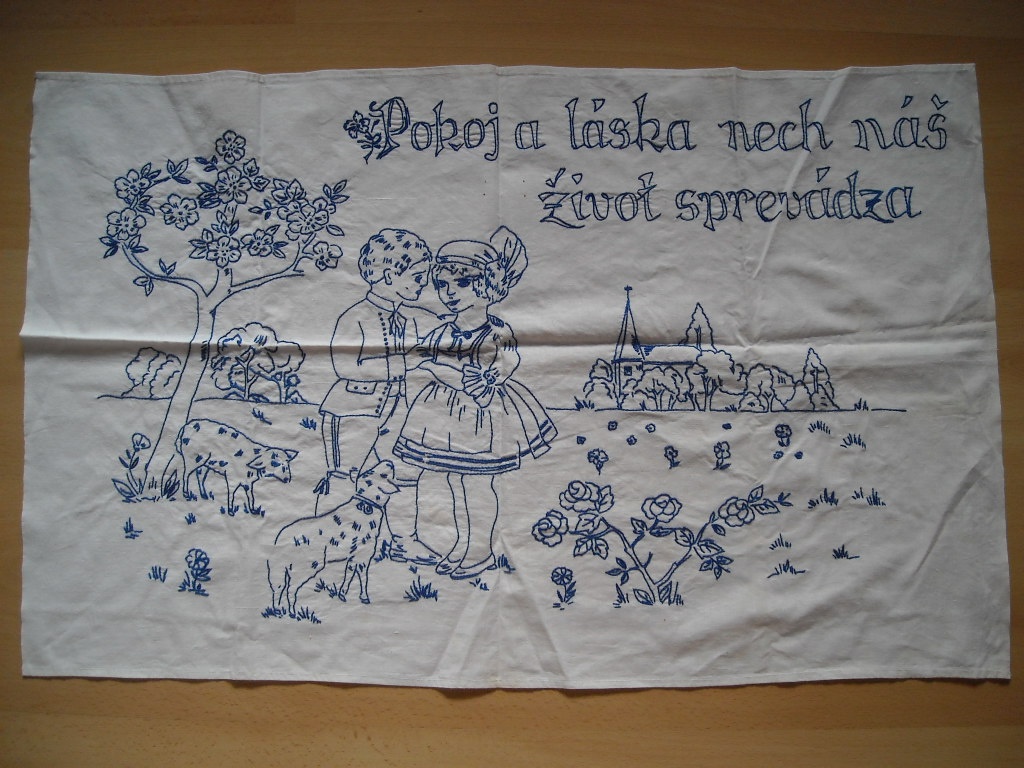 Pokoj a láska nech náš
život sprevádza